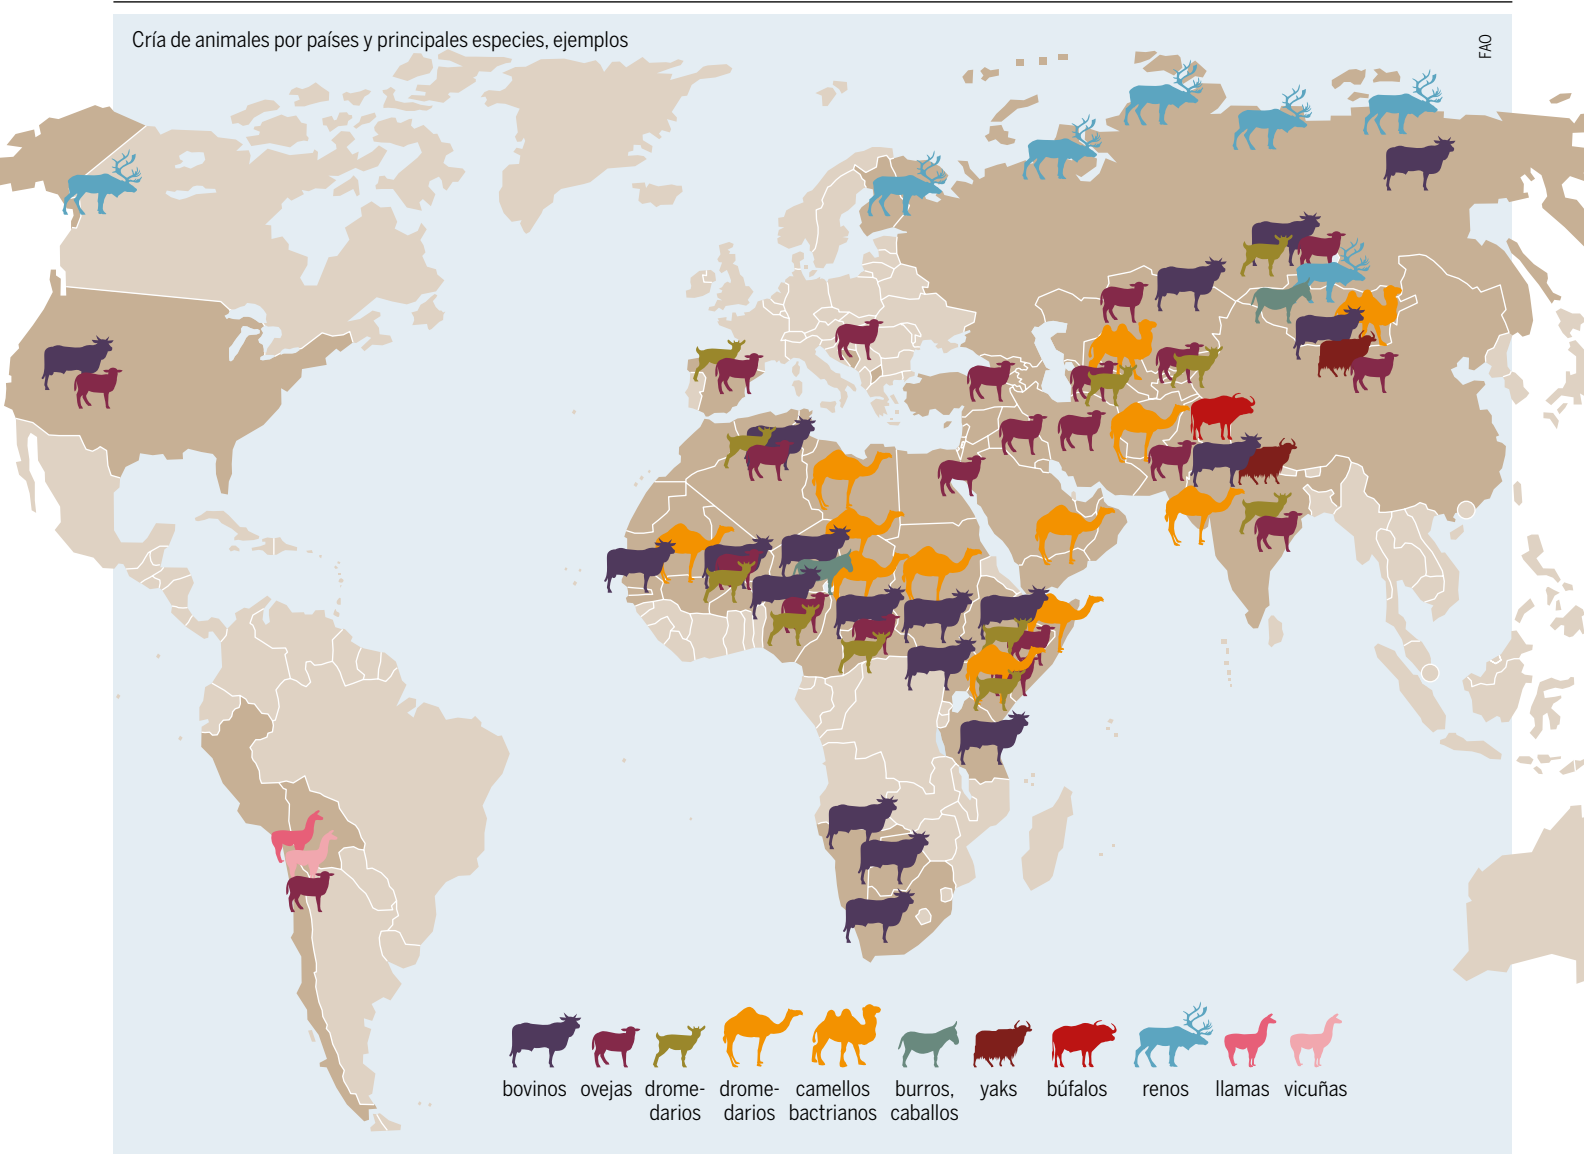 Cría de animales por países y principales especies, ejemplos
FAO
bovinos
ovejas
drome-
darios
drome-
darios
camellos
bactrianos
burros,
caballos
yaks
búfalos
renos
llamas
vicuñas